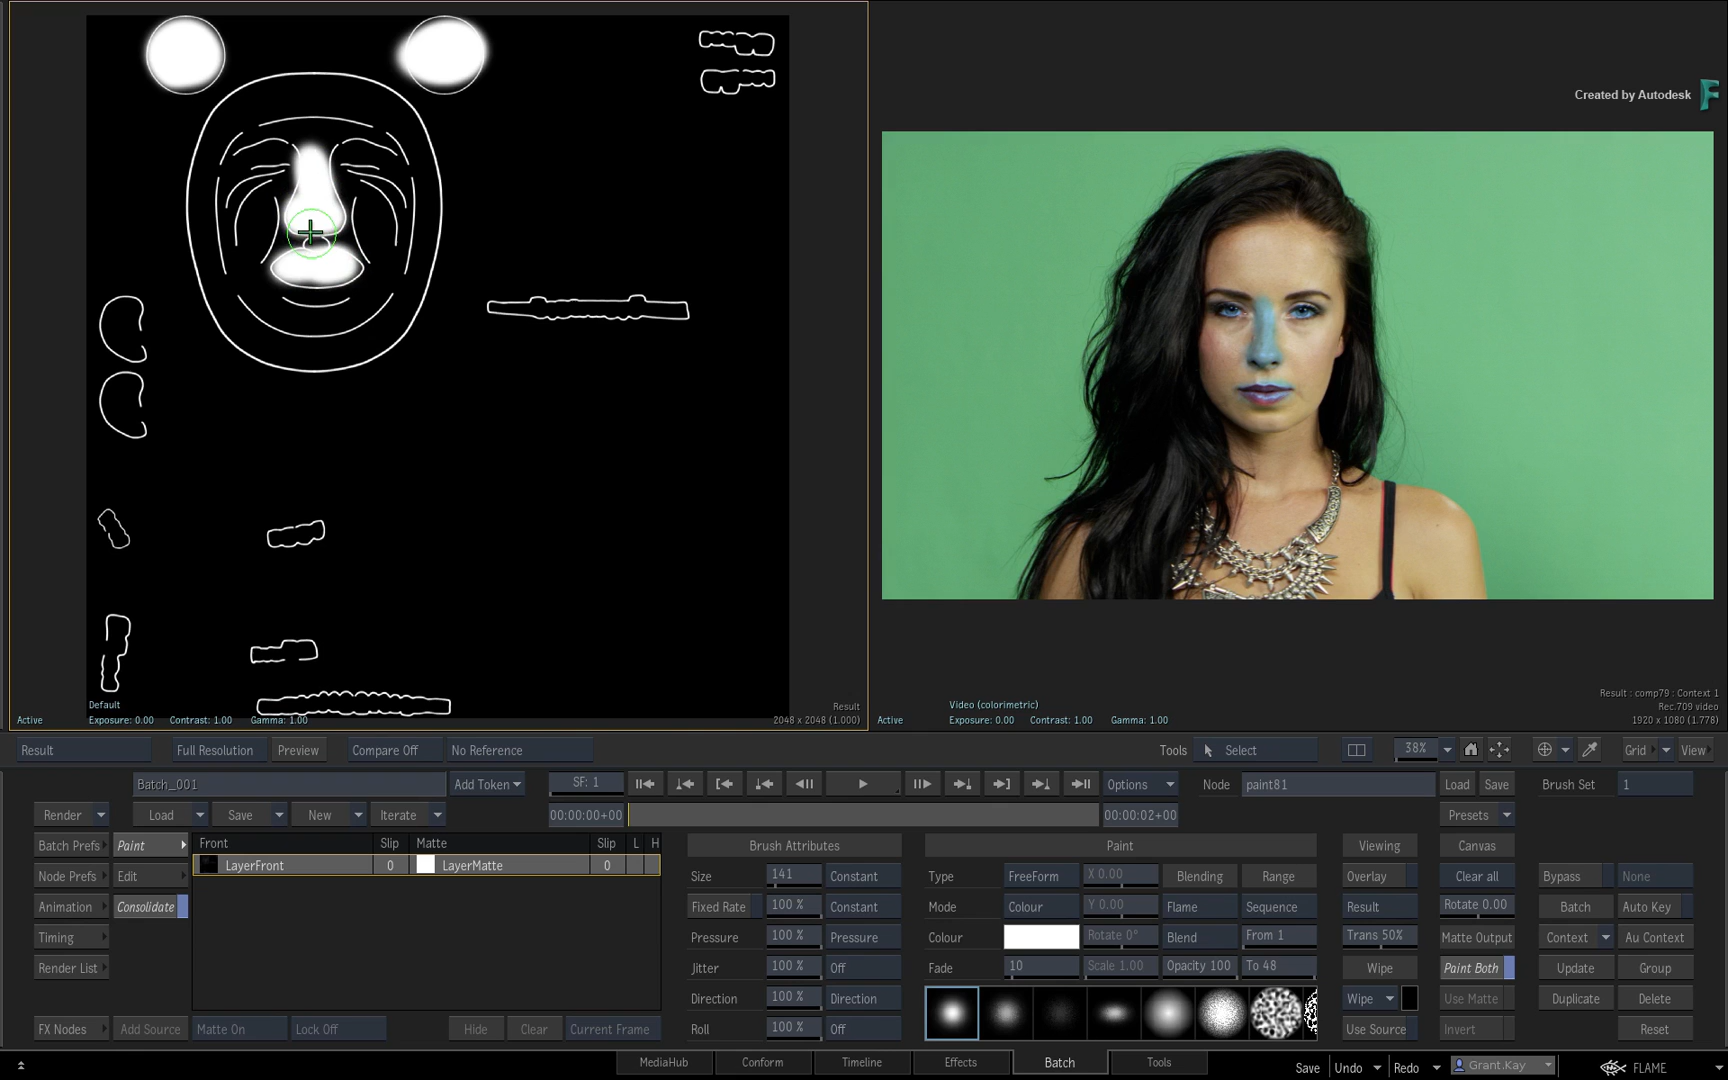 Created by Autodesk
Default
Result
Active Exposure: 0.00 Contrast: 1.00 Gamma: 1.00 2048 x 2048 (1.000)
Result : comp79 : Context 1
Video (colorimetric) Rec.709 video
Active Exposure: 0.00 Contrast: 1.00 Gamma: 1.00 1920 x 1080 (1.778)
Result Full Resolution Preview Compare Off No Reference Tools Select 38% Grid View
Batch_001 Add Token SF: 1 Options Node paint81 Load Save Brush Set 1
Render Load Save New Iterate 00:00:00+00 00:00:02+00 Presets
Batch Prefs Paint Front Slip Matte Slip L H Brush Attributes Paint Viewing Canvas
LayerFront 0 LayerMatte 0
Node Prefs Edit Size 141 Constant Type FreeForm X 0.00 Blending Range Overlay Clear all Bypass None
Animation Consolidate Fixed Rate 100 % Constant Mode Colour Y 0.00 Flame Sequence Result Rotate 0.00 Batch Auto Key
Timing Pressure 100 % Pressure Colour Rotate 0° Blend From 1 Trans 50% Matte Output Context Au Context
Render List Jitter 100 % Off Fade 10 Scale 1.00 Opacity 100 To 48 Wipe Paint Both Update Group
Direction 100 % Direction Wipe Use Matte Duplicate Delete
FX Nodes Add Source Matte On Lock Off Hide Clear Current Frame Roll 100 % Off Use Source Invert Reset
MediaHub Conform Timeline Effects Batch Tools Save Undo Redo Grant.Kay FLAME